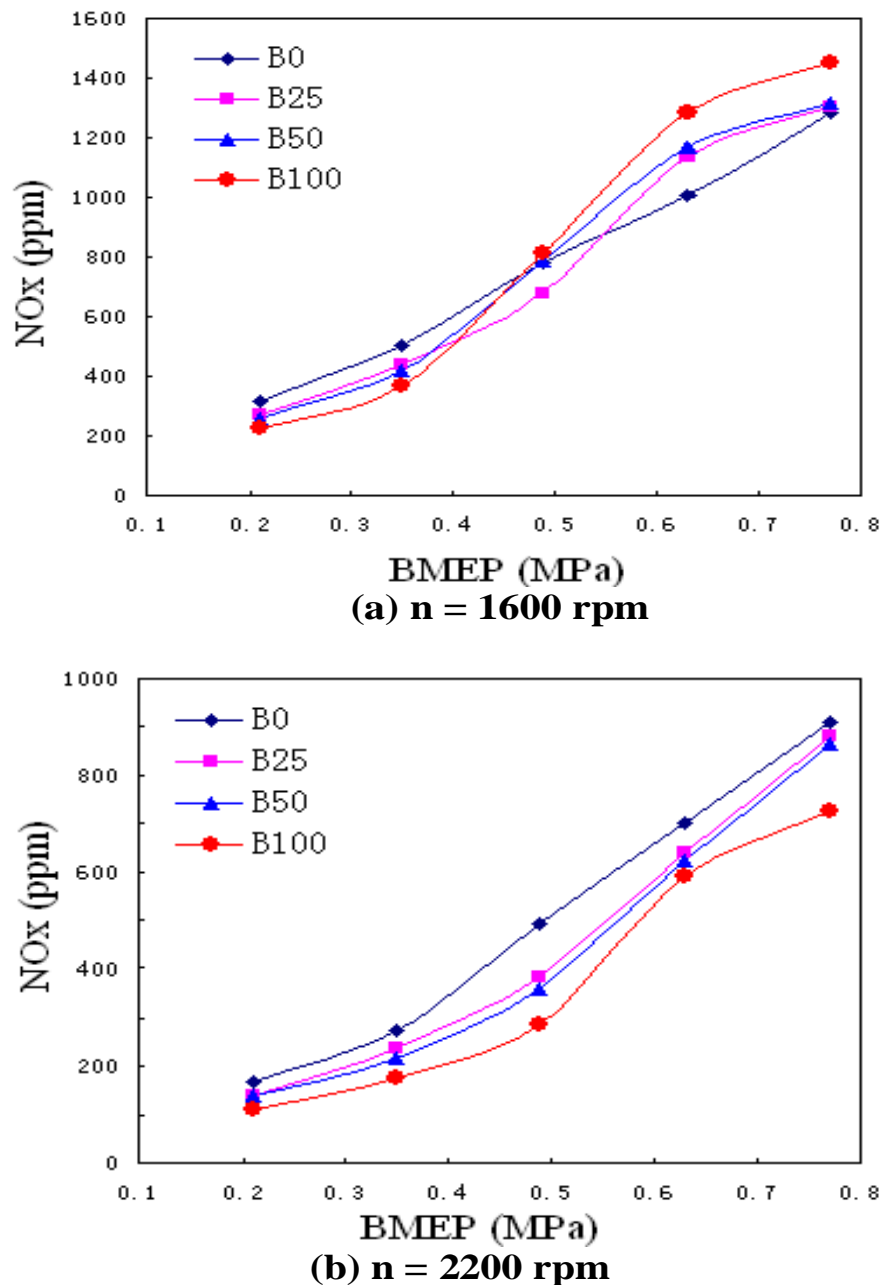 1600
1400
1200
1000
800
600
400
200
0
NOx (ppm)
B0
B25
B50
B100
0.1 0.2 0.3 0.4 0.5 0.6 0.7 0.8
BMEP (MPa)
(a) n = 1600 rpm
1000
800
600
400
200
0
NOx (ppm)
B0
B25
B50
B100
0.1 0.2 0.3 0.4 0.5 0.6 0.7 0.8
BMEP (MPa)
(b) n = 2200 rpm